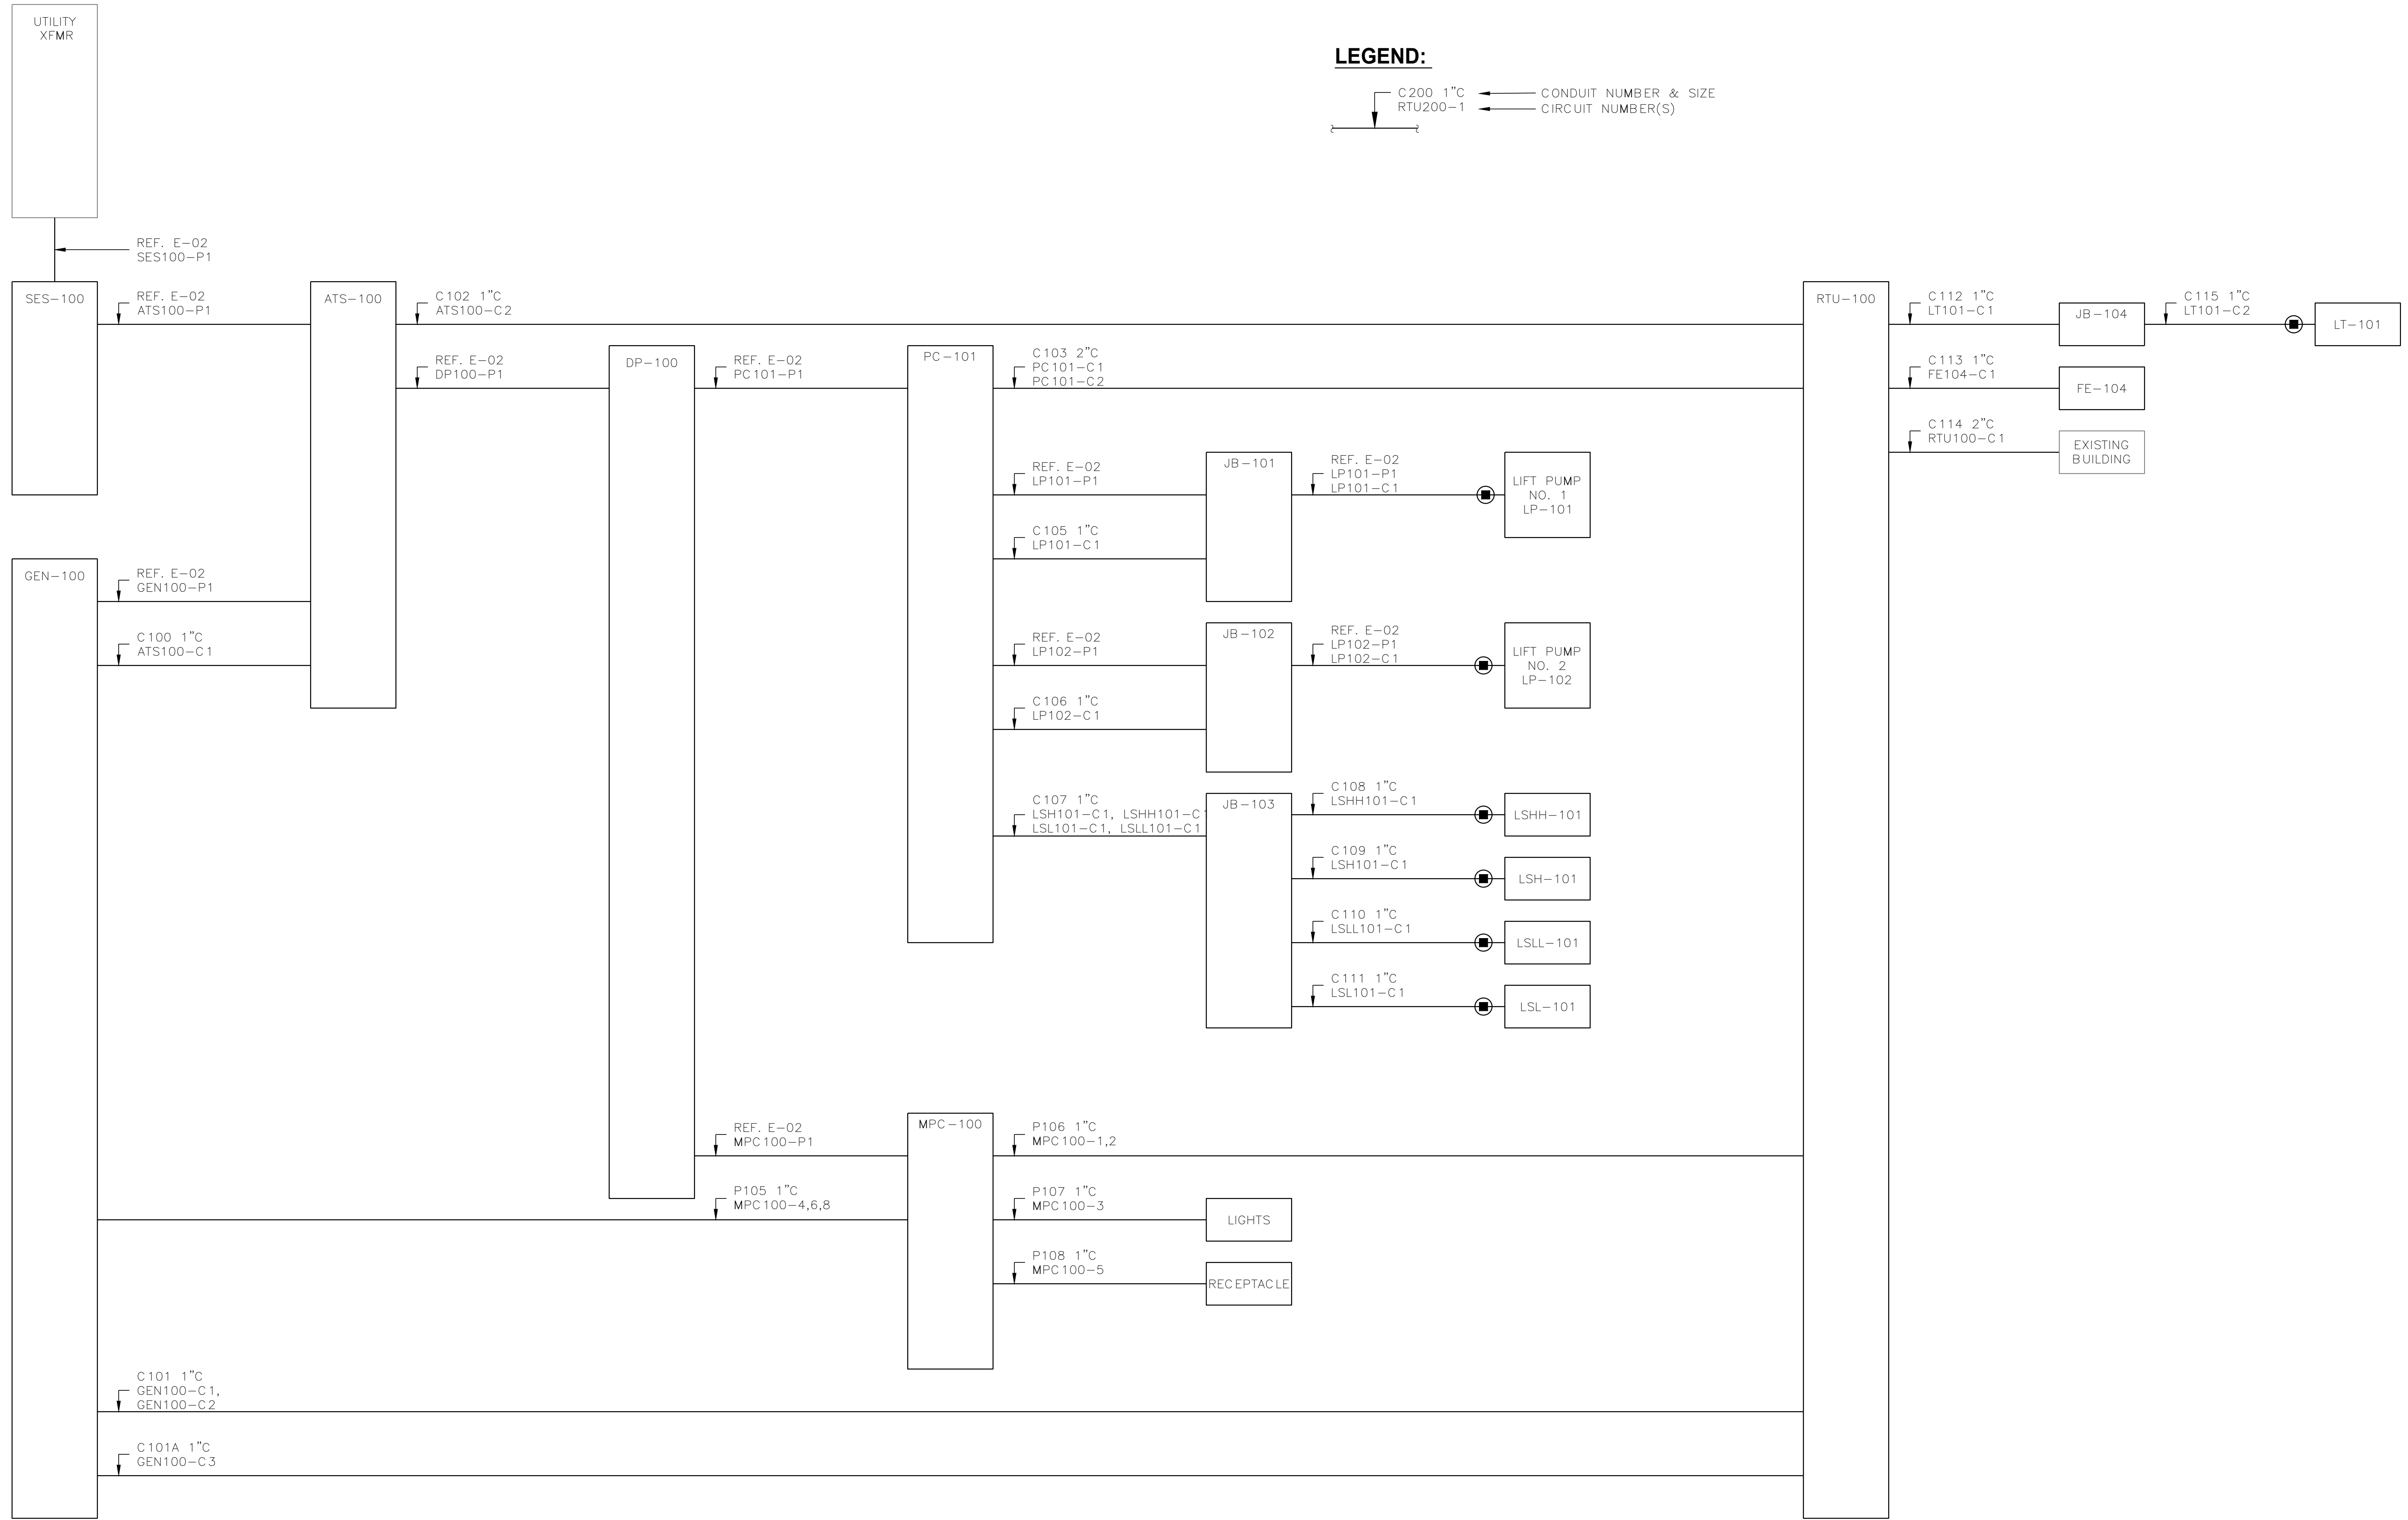 UTILITY
XFMR
LEGEND:
C200 1"C
RTU200-1
CONDUIT NUMBER & SIZE
CIRCUIT NUMBER(S)
REF. E-02
SES100-P1
SES-100
REF. E-02
ATS100-P1
ATS-100
C102 1"C
ATS100-C2
RTU-100
C112 1"C
LT101-C1
JB-104
C115 1"C
LT101-C2
LT-101
REF. E-02
DP100-P1
DP-100
REF. E-02
PC101-P1
PC-101
C103 2"C
PC101-C1
PC101-C2
C113 1"C
FE104-C1
FE-104
C114 2"C
RTU100-C1
EXISTING
BUILDING
REF. E-02
LP101-P1
JB-101
REF. E-02
LP101-P1
LP101-C1
LIFT PUMP
NO. 1
LP-101
C105 1"C
LP101-C1
GEN-100
REF. E-02
GEN100-P1
C100 1"C
ATS100-C1
REF. E-02
LP102-P1
JB-102
REF. E-02
LP102-P1
LP102-C1
LIFT PUMP
NO. 2
LP-102
C106 1"C
LP102-C1
C107 1"C
LSH101-C1, LSHH101-C1
LSL101-C1, LSLL101-C1
JB-103
C108 1"C
LSHH101-C1
LSHH-101
C109 1"C
LSH101-C1
LSH-101
C110 1"C
LSLL101-C1
LSLL-101
C111 1"C
LSL101-C1
LSL-101
REF. E-02
MPC100-P1
MPC-100
P106 1"C
MPC100-1,2
P105 1"C
MPC100-4,6,8
P107 1"C
MPC100-3
LIGHTS
P108 1"C
MPC100-5
RECEPTACLE
C101 1"C
GEN100-C1,
GEN100-C2
C101A 1"C
GEN100-C3